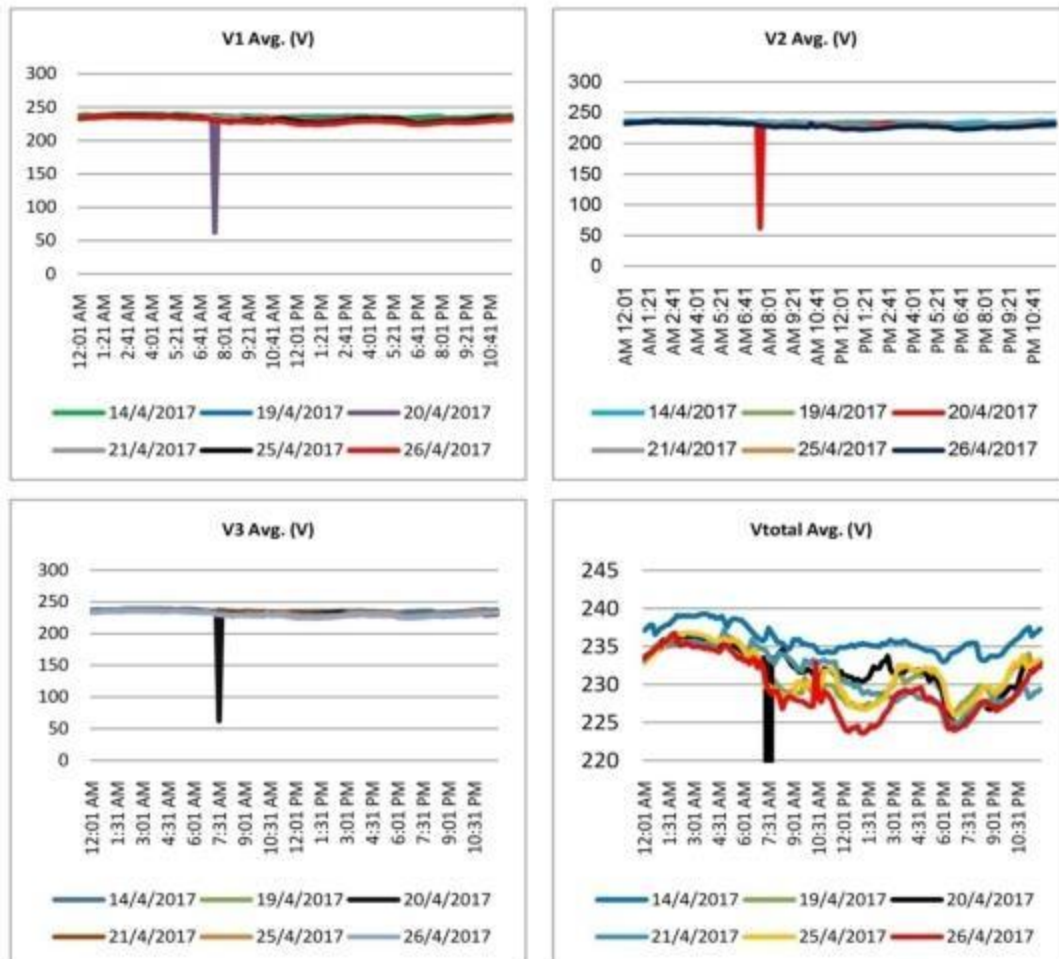 V1 Avg. (V)
300
250
200
150
100
50
0
12:01 AM
1:21 AM
2:41 AM
4:01 AM
5:21 AM
6:41 AM
8:01 AM
9:21 AM
10:41 AM
12:01 PM
1:21 PM
2:41 PM
4:01 PM
5:21 PM
6:41 PM
8:01 PM
9:21 PM
10:41 PM
14/4/2017 19/4/2017 20/4/2017
21/4/2017 25/4/2017 26/4/2017
V2 Avg. (V)
300
250
200
150
100
50
0
AM 12:01
AM 1:21
AM 2:41
AM 4:01
AM 5:21
AM 6:41
AM 8:01
AM 9:21
AM 10:41
PM 12:01
PM 1:21
PM 2:41
PM 4:01
PM 5:21
PM 6:41
PM 8:01
PM 9:21
PM 10:41
14/4/2017 19/4/2017 20/4/2017
21/4/2017 25/4/2017 26/4/2017
V3 Avg. (V)
300
250
200
150
100
50
0
12:01 AM
1:31 AM
3:01 AM
4:31 AM
6:01 AM
7:31 AM
9:01 AM
10:31 AM
12:01 PM
1:31 PM
3:01 PM
4:31 PM
6:01 PM
7:31 PM
9:01 PM
10:31 PM
14/4/2017 19/4/2017 20/4/2017
21/4/2017 25/4/2017 26/4/2017
Vtotal Avg. (V)
245
240
235
230
225
220
12:01 AM
1:31 AM
3:01 AM
4:31 AM
6:01 AM
7:31 AM
9:01 AM
10:31 AM
12:01 PM
1:31 PM
3:01 PM
4:31 PM
6:01 PM
7:31 PM
9:01 PM
10:31 PM
14/4/2017 19/4/2017 20/4/2017
21/4/2017 25/4/2017 26/4/2017